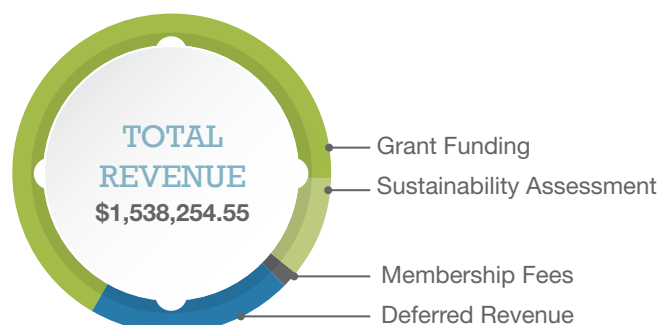 TOTAL
REVENUE
$1,538,254.55
Grant Funding
Sustainability Assessment
Membership Fees
Deferred Revenue